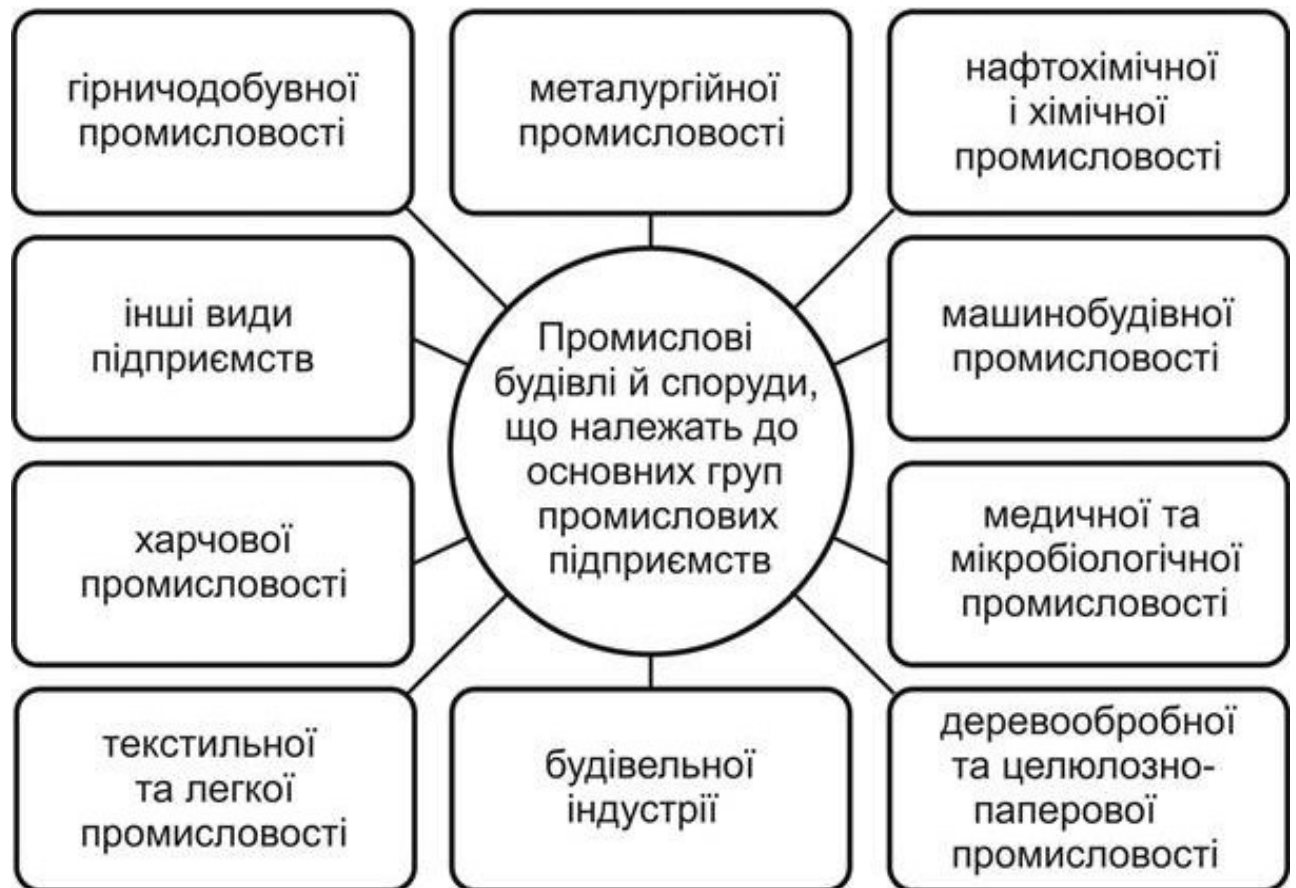 гірничодобувної
промисловості
металургійної
промисловості
нафтохімічної
і хімічної
промисловості
інші види
підприємств
Промислові
будівлі й споруди,
що належать до
основних груп
промислових
підприємств
машинобудівної
промисловості
харчової
промисловості
медичної та
мікробіологічної
промисловості
текстильної
та легкої
промисловості
будівельної
індустрії
деревообробної
та целюлозно-
паперової
промисловості